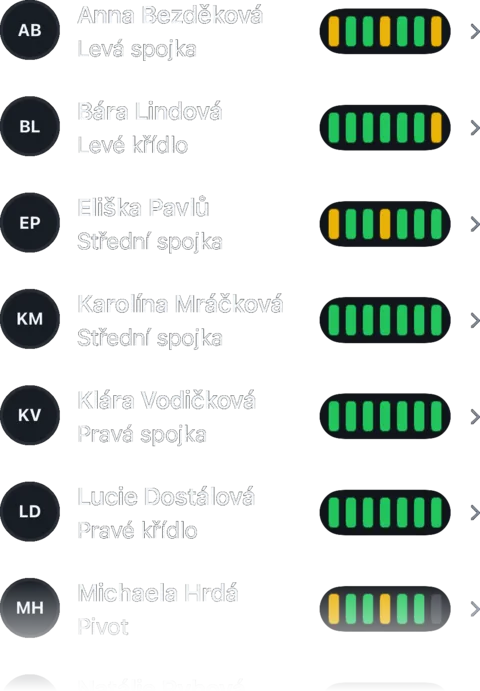 AB
Anna Bezděková
Levá spojka
BL
Bára Lindová
Levé křídlo
EP
Eliška Pavlů
Střední spojka
KM
Karolína Mráčková
Střední spojka
KV
Klára Vodičková
Pravá spojka
LD
Lucie Dostálová
Pravé křídlo
MH
Michaela Hrdá
Pivot